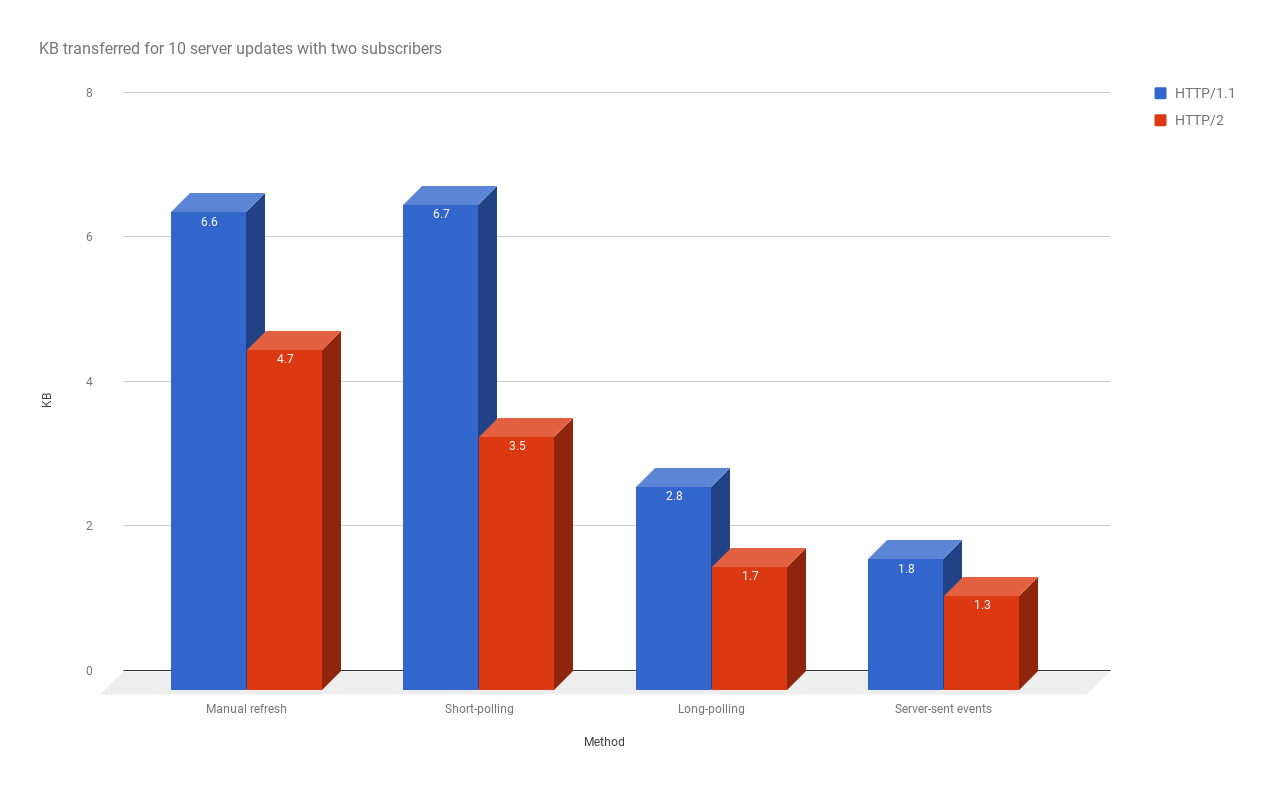 KB transferred for 10 server updates with two subscribers
HTTP/1.1
HTTP/2
8
6
4
2
0
KB
6.6
4.7
6.7
3.5
2.8
1.7
1.8
1.3
Manual refresh
Short-polling
Long-polling
Server-sent events
Method